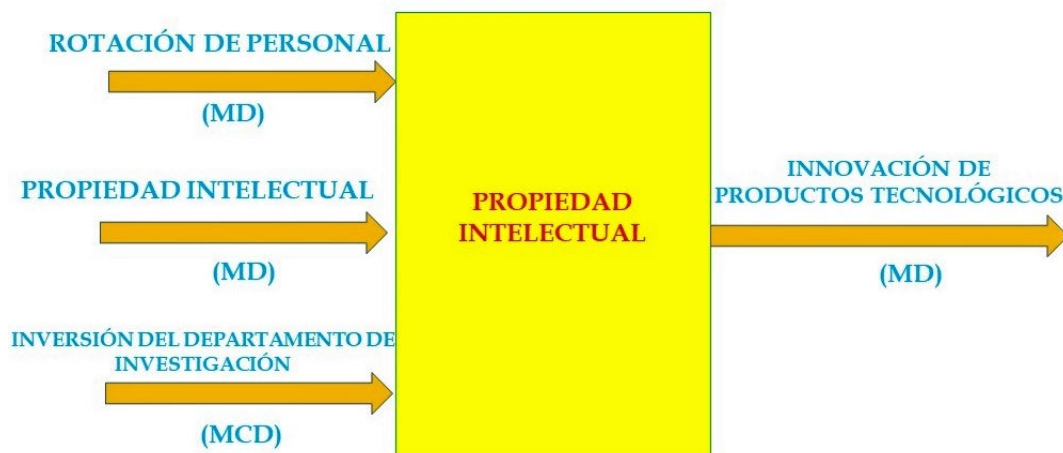 ROTACIÓN DE PERSONAL
(MD)
PROPIEDAD INTELECTUAL
(MD)
INVERSIÓN DEL DEPARTAMENTO DE
INVESTIGACIÓN
(MCD)
PROPIEDAD
INTELECTUAL
INNOVACIÓN DE
PRODUCTOS TECNOLÓGICOS
(MD)